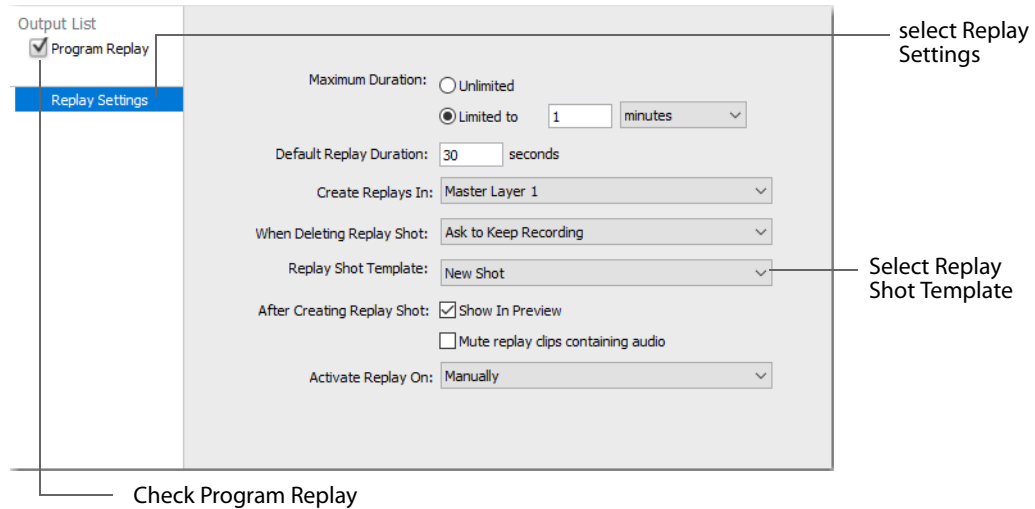 Output List
Program Replay
select Replay
Settings
Replay Settings
Maximum Duration: Unlimited
Limited to 1 minutes
Default Replay Duration: 30 seconds
Create Replays In: Master Layer 1
When Deleting Replay Shot: Ask to Keep Recording
Replay Shot Template: New Shot
Select Replay
Shot Template
After Creating Replay Shot: Show In Preview
Mute replay clips containing audio
Activate Replay On: Manually
Check Program Replay